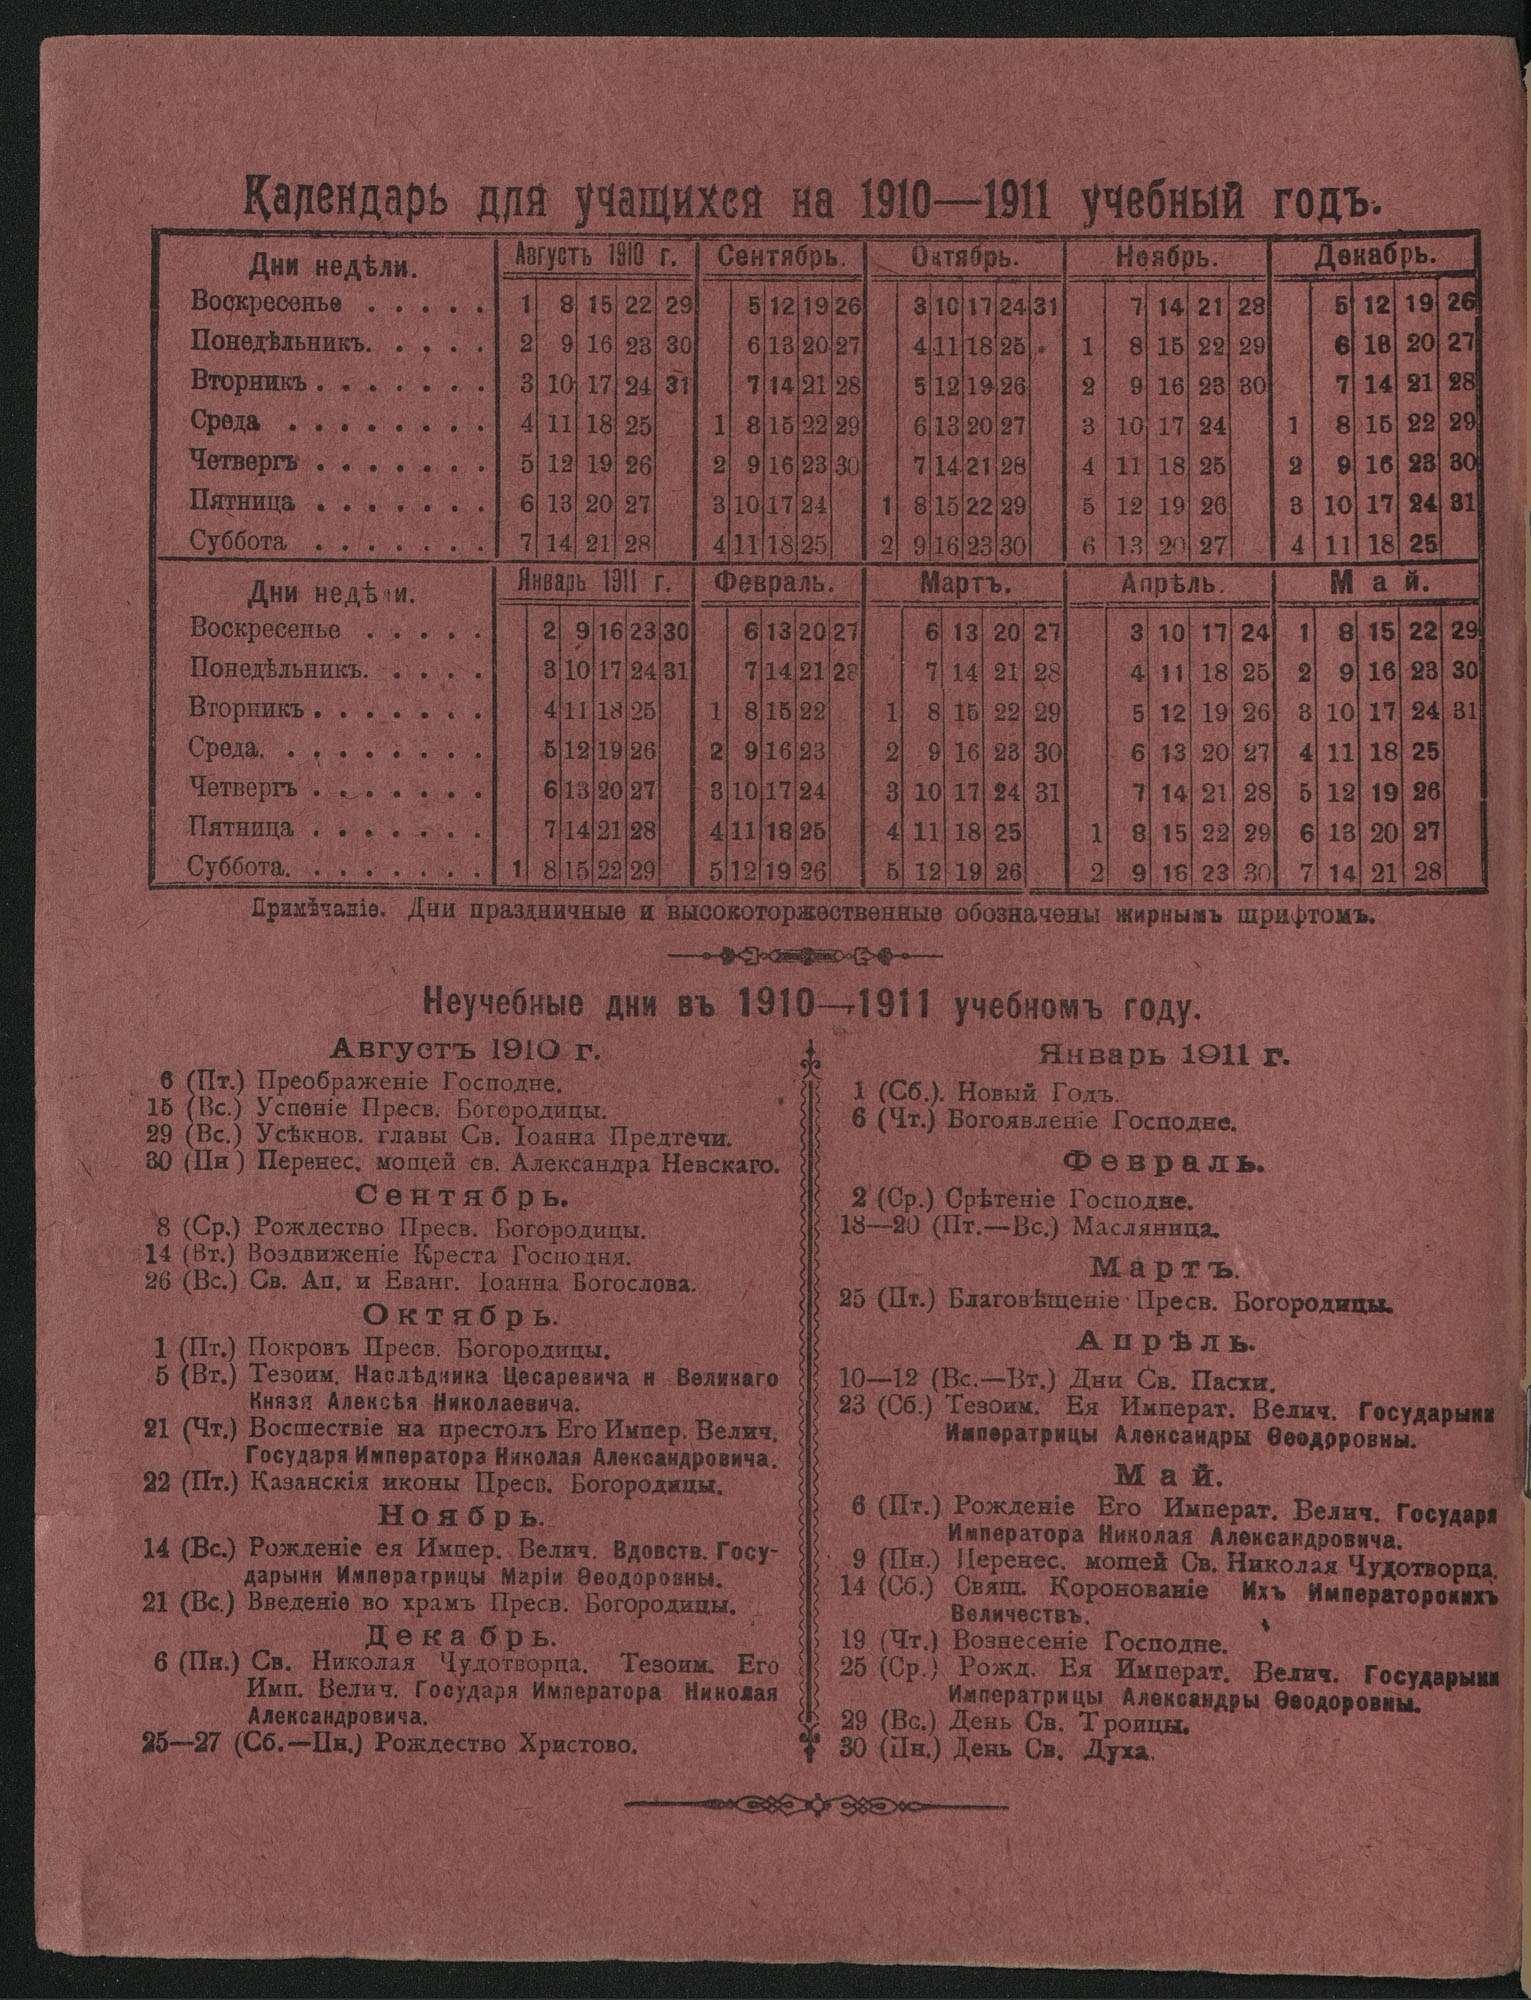 Календарь для учащихся на 1910—1911 учебный годъ.
Дни недѣли. Августъ 1910 г. Сентябрь. Октябрь. Ноябрь. Декабрь.
Воскресенье . . . . . 1 8 15 22 29 5 12 19 26 3 10 17 24 31 7 14 21 28 5 12 19 26
Понедѣльникъ. . . . . 2 9 16 23 30 6 13 20 27 4 11 18 25 1 8 15 22 29 6 13 20 27
Вторникъ . . . . . . . 3 10 17 24 31 7 14 21 28 5 12 19 26 2 9 16 23 30 7 14 21 28
Среда . . . . . . . . 4 11 18 25 1 8 15 22 29 6 13 20 27 3 10 17 24 1 8 15 22 29
Четвергъ . . . . . . . 5 12 19 26 2 9 16 23 30 7 14 21 28 4 11 18 25 2 9 16 23 30
Пятница . . . . . . . 6 13 20 27 3 10 17 24 1 8 15 22 29 5 12 19 26 3 10 17 24 31
Суббота . . . . . . . 7 14 21 28 4 11 18 25 2 9 16 23 30 6 13 20 27 4 11 18 25
Дни недѣли. Январь 1911 г. Февраль. Мартъ. Апрѣль. Май.
Воскресенье . . . . . 2 9 16 23 30 6 13 20 27 6 13 20 27 3 10 17 24 1 8 15 22 29
Понедѣльникъ. . . . . 3 10 17 24 31 7 14 21 28 7 14 21 28 4 11 18 25 2 9 16 23 30
Вторникъ . . . . . . . 4 11 18 25 1 8 15 22 1 8 15 22 29 5 12 19 26 3 10 17 24 31
Среда. . . . . . . . 5 12 19 26 2 9 16 23 2 9 16 23 30 6 13 20 27 4 11 18 25
Четвергъ . . . . . . . 6 13 20 27 3 10 17 24 3 10 17 24 31 7 14 21 28 5 12 19 26
Пятница . . . . . . . 7 14 21 28 4 11 18 25 4 11 18 25 1 8 15 22 29 6 13 20 27
Суббота. . . . . . . . 1 8 15 22 29 5 12 19 26 5 12 19 26 2 9 16 23 30 7 14 21 28
Примѣчаніе. Дни праздничные и высокоторжественные обозначены жирнымъ шрифтомъ.
Неучебные дни въ 1910—1911 учебномъ году.
Августъ 1910 г.
6 (Пт.) Преображеніе Господне.
15 (Вс.) Успеніе Пресв. Богородицы.
29 (Вс.) Усѣкнов. главы Св. Іоанна Предтечи.
30 (Пн) Перенес. мощей св. Александра Невскаго.
Сентябрь.
8 (Ср.) Рождество Пресв. Богородицы.
14 (Вт.) Воздвиженіе Креста Господня.
26 (Вс.) Св. Ап. и Еванг. Іоанна Богослова.
Октябрь.
1 (Пт.) Покровъ Пресв. Богородицы.
5 (Вт.) Тезоим. Наслѣдника Цесаревича и Великаго
Князя Алексѣя Николаевича.
21 (Чт.) Восшествіе на престолъ Его Импер. Велич.
Государя Императора Николая Александровича.
22 (Пт.) Казанскія иконы Пресв. Богородицы.
Ноябрь.
14 (Вс.) Рожденіе ея Импер. Велич. Вдовств. Госу-
дарыни Императрицы Маріи Ѳеодоровны.
21 (Вс.) Введеніе во храмъ Пресв. Богородицы.
Декабрь.
6 (Пн.) Св. Николая Чудотворца. Тезоим. Его
Имп. Велич. Государя Императора Николая
Александровича.
25—27 (Сб.—Пн.) Рождество Христово.
Январь 1911 г.
1 (Сб.). Новый Годъ.
6 (Чт.) Богоявленіе Господне.
Февраль.
2 (Ср.) Срѣтеніе Господне.
18—20 (Пт.—Вс.) Масляница.
Мартъ.
25 (Пт.) Благовѣщеніе Пресв. Богородицы.
Апрѣль.
10—12 (Вс.—Вт.) Дни Св. Пасхи.
23 (Сб.) Тезоим. Ея Императ. Велич. Государыни
Императрицы Александры Ѳеодоровны.
Май.
6 (Пт.) Рожденіе Его Императ. Велич. Государя
Императора Николая Александровича.
9 (Пн.) Перенес. мощей Св. Николая Чудотворца.
14 (Сб.) Свящ. Коронованіе Ихъ Императорскихъ
Величествъ.
19 (Чт.) Вознесеніе Господне.
25 (Ср.) Рожд. Ея Императ. Велич. Государыни
Императрицы Александры Ѳеодоровны.
29 (Вс.) День Св. Троицы.
30 (Пн.) День Св. Духа.